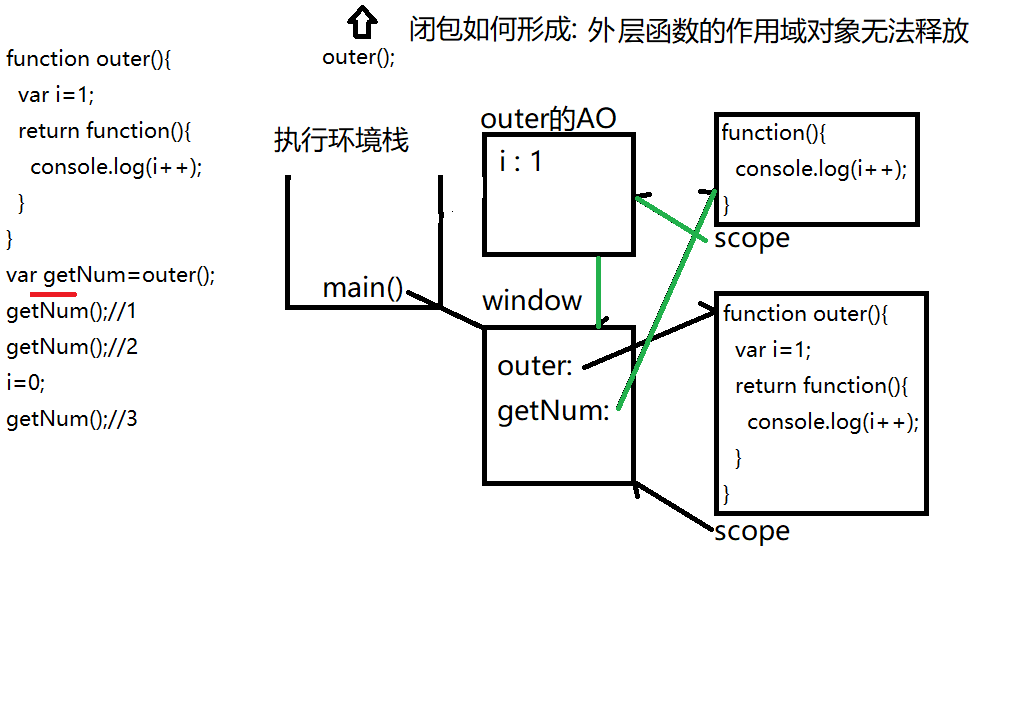 闭包如何形成: 外层函数的作用域对象无法释放
outer();
function outer(){
var i=1;
return function(){
console.log(i++);
}
}
var getNum=outer();
getNum();//1
getNum();//2
i=0;
getNum();//3
执行环境栈
main()
outer的AO
i : 1
window
outer:
getNum:
function(){
console.log(i++);
}
scope
function outer(){
var i=1;
return function(){
console.log(i++);
}
}
scope